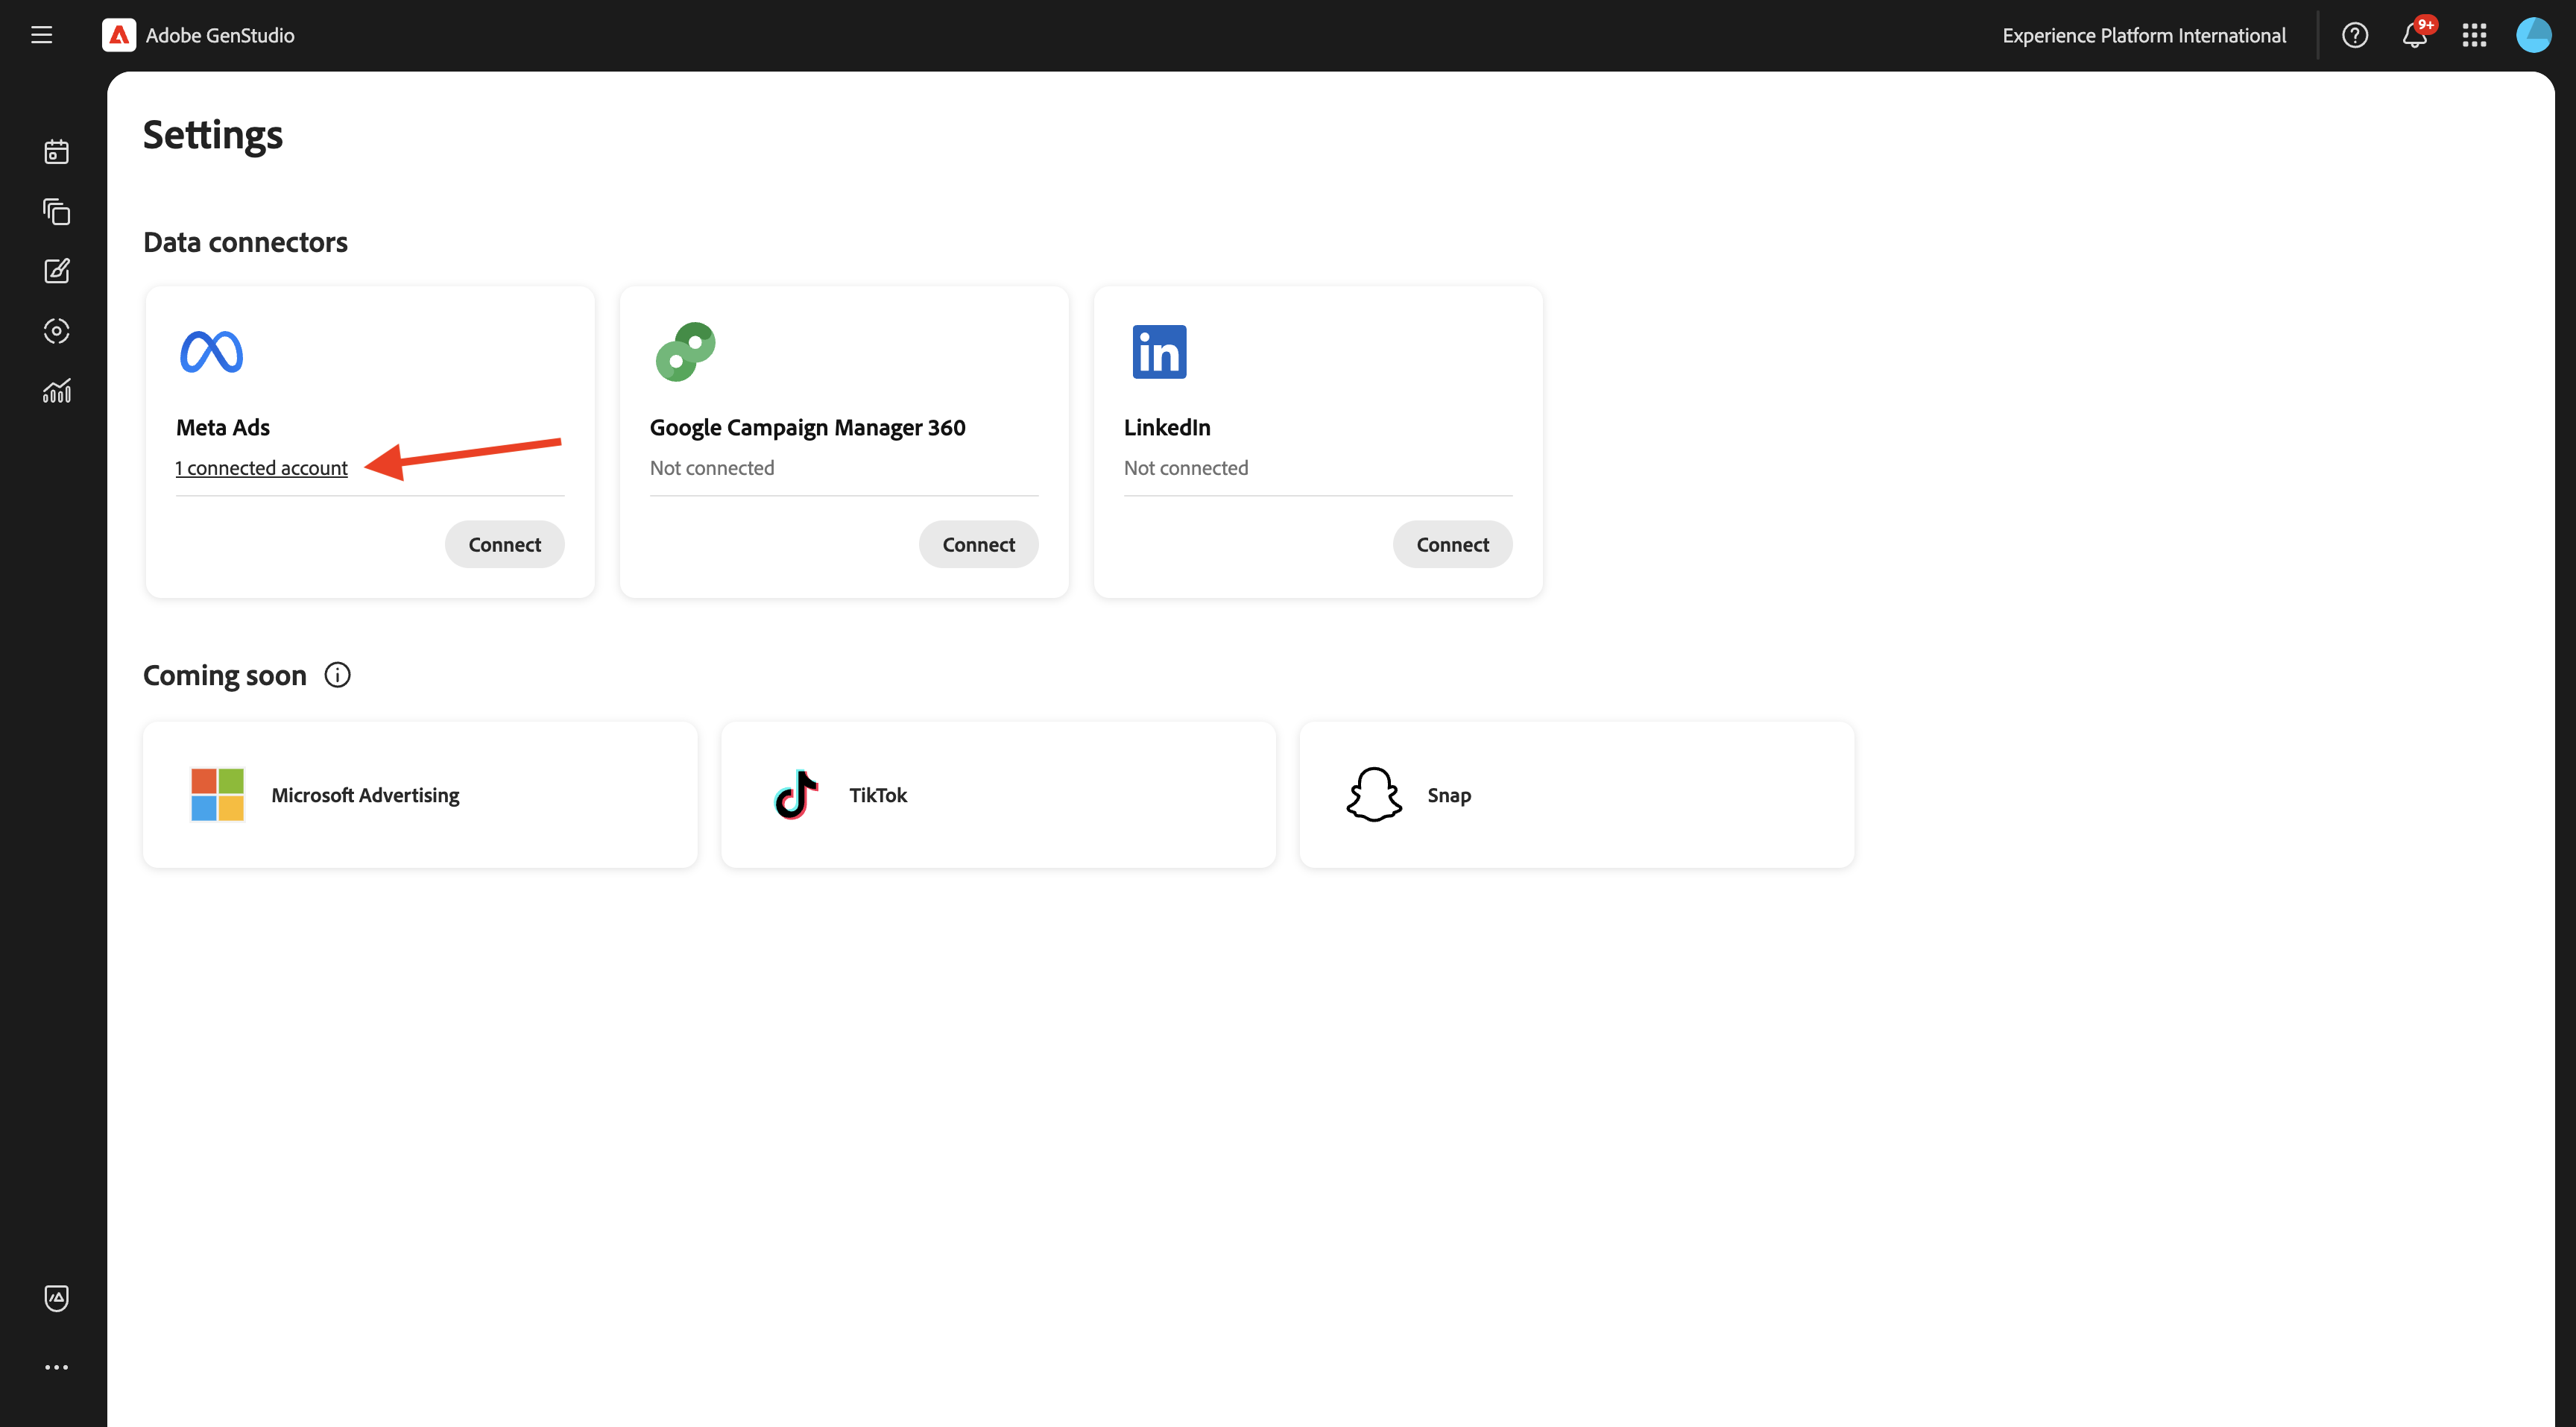 Adobe GenStudio
Experience Platform International
9+
Settings
Data connectors
Meta Ads
1 connected account
Connect
Google Campaign Manager 360
Not connected
Connect
in
LinkedIn
Not connected
Connect
Coming soon
Microsoft Advertising
TikTok
Snap